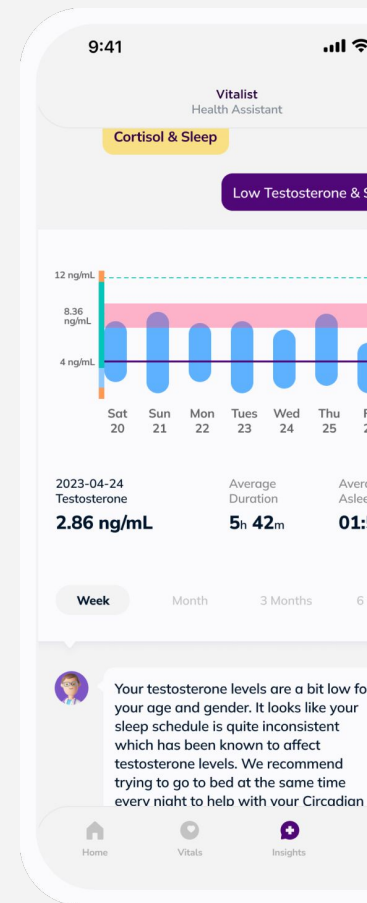 9:41
Vitalist
Health Assistant
Cortisol & Sleep
Low Testosterone & S
12 ng/mL
8.36
ng/mL
4 ng/mL
Sat Sun Mon Tues Wed Thu F
20 21 22 23 24 25 2
2023-04-24
Testosterone
2.86 ng/mL
Average
Duration
5h 42m
Avera
Aslee
01:
Week Month 3 Months 6
Your testosterone levels are a bit low fo
your age and gender. It looks like your
sleep schedule is quite inconsistent
which has been known to affect
testosterone levels. We recommend
trying to go to bed at the same time
every night to help with your Circadian
Home Vitals Insights